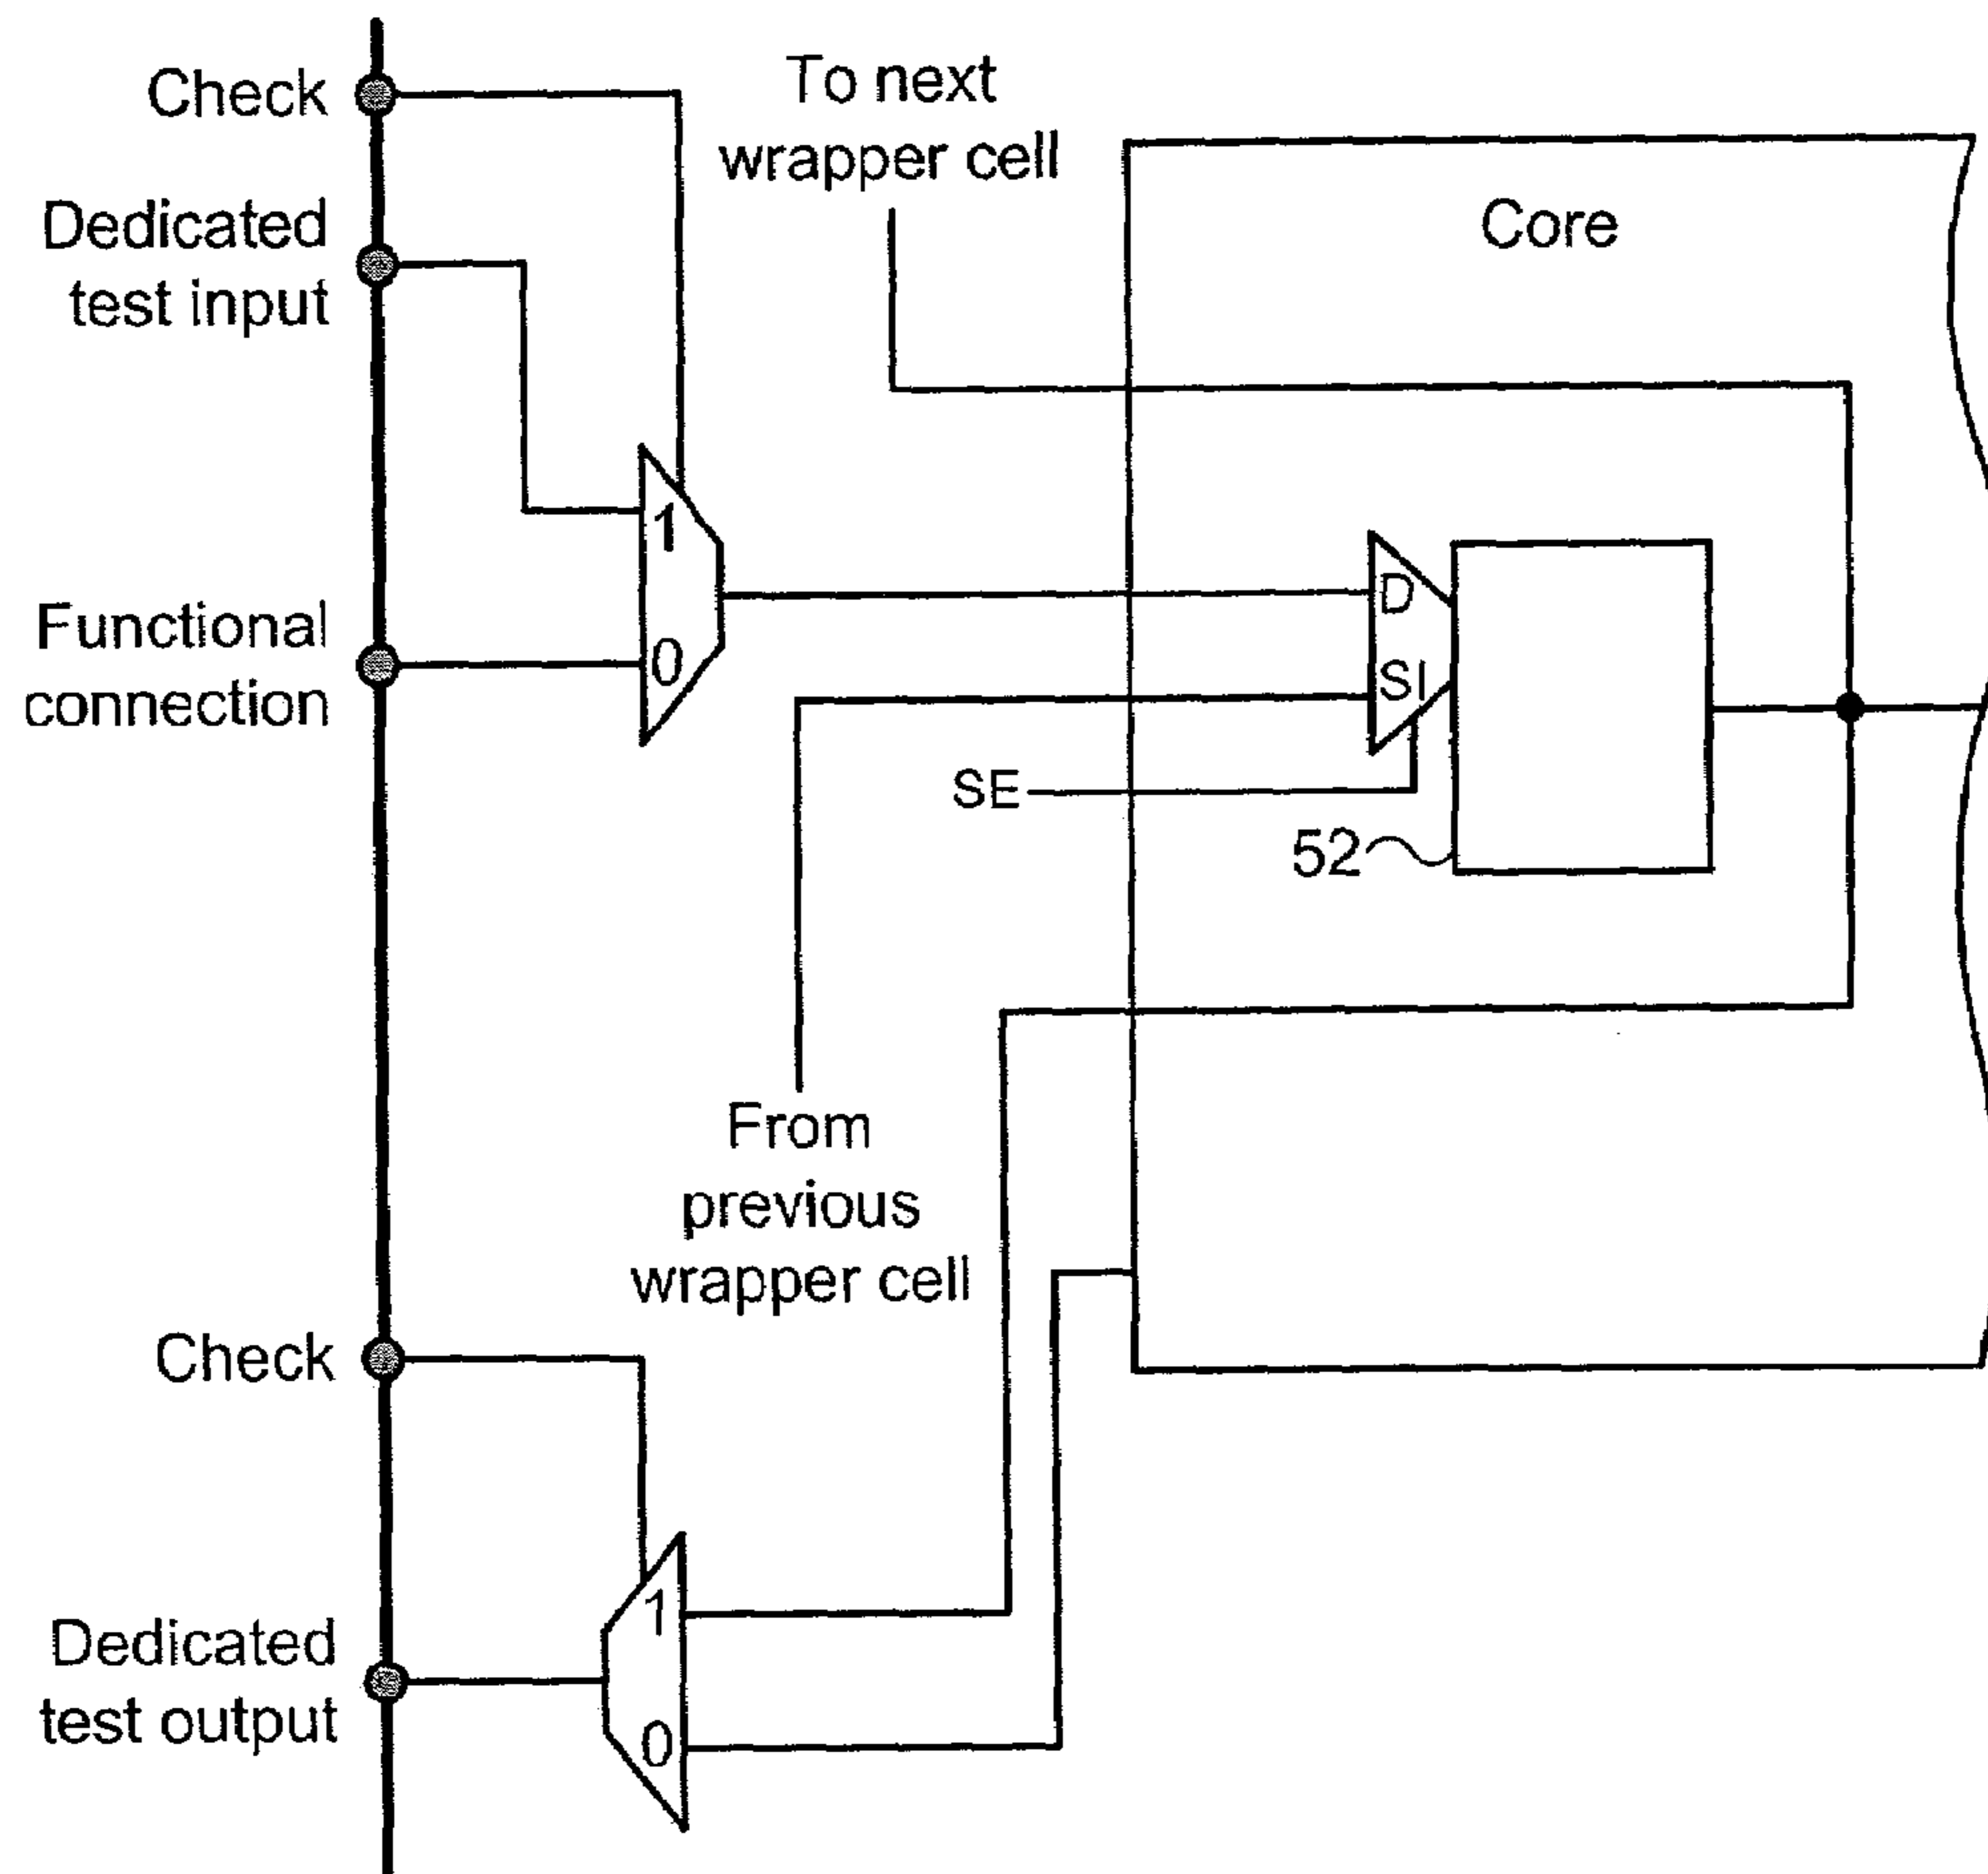 Check
To next
wrapper cell
Dedicated
test input
Core
1
0
Functional
connection
D
SI
SE
52
From
previous
wrapper cell
Check
1
0
Dedicated
test output